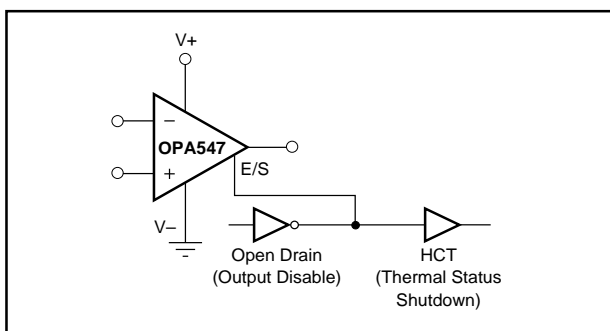 V+
−
OPA547
+
E/S
V–
Open Drain
(Output Disable)
HCT
(Thermal Status
Shutdown)